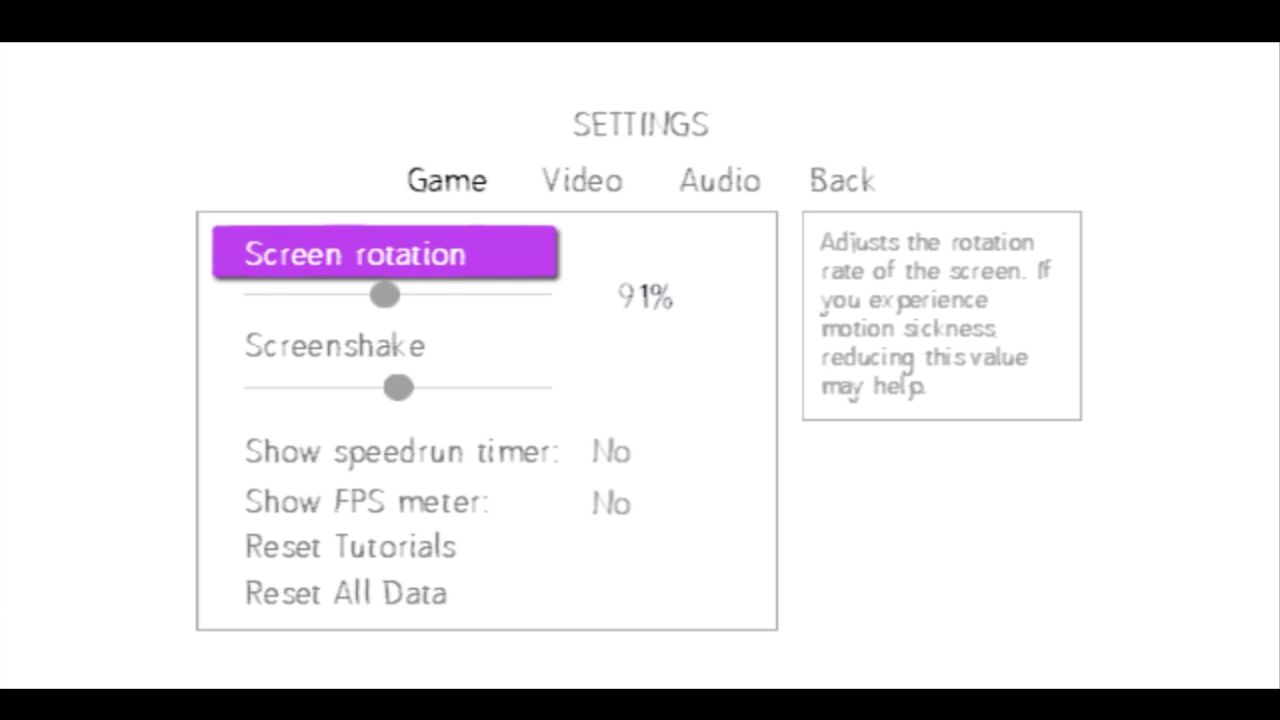 SETTINGS
Game Video Audio Back
Screen rotation
91%
Screenshake
Show speedrun timer: No
Show FPS meter: No
Reset Tutorials
Reset All Data
Adjusts the rotation
rate of the screen. If
you experience
motion sickness,
reducing this value
may help.